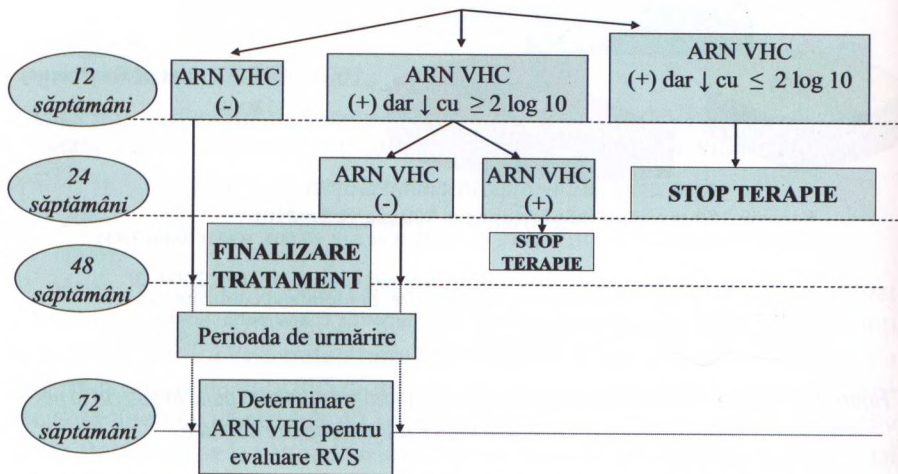 12
săptămâni
ARN VHC
(-)
ARN VHC
(+) dar ↓ cu ≥ 2 log 10
ARN VHC
(+) dar ↓ cu ≤ 2 log 10
24
săptămâni
ARN VHC
(-)
ARN VHC
(+)
STOP TERAPIE
STOP
TERAPIE
48
săptămâni
FINALIZARE
TRATAMENT
Perioada de urmărire
72
săptămâni
Determinare
ARN VHC pentru
evaluare RVS